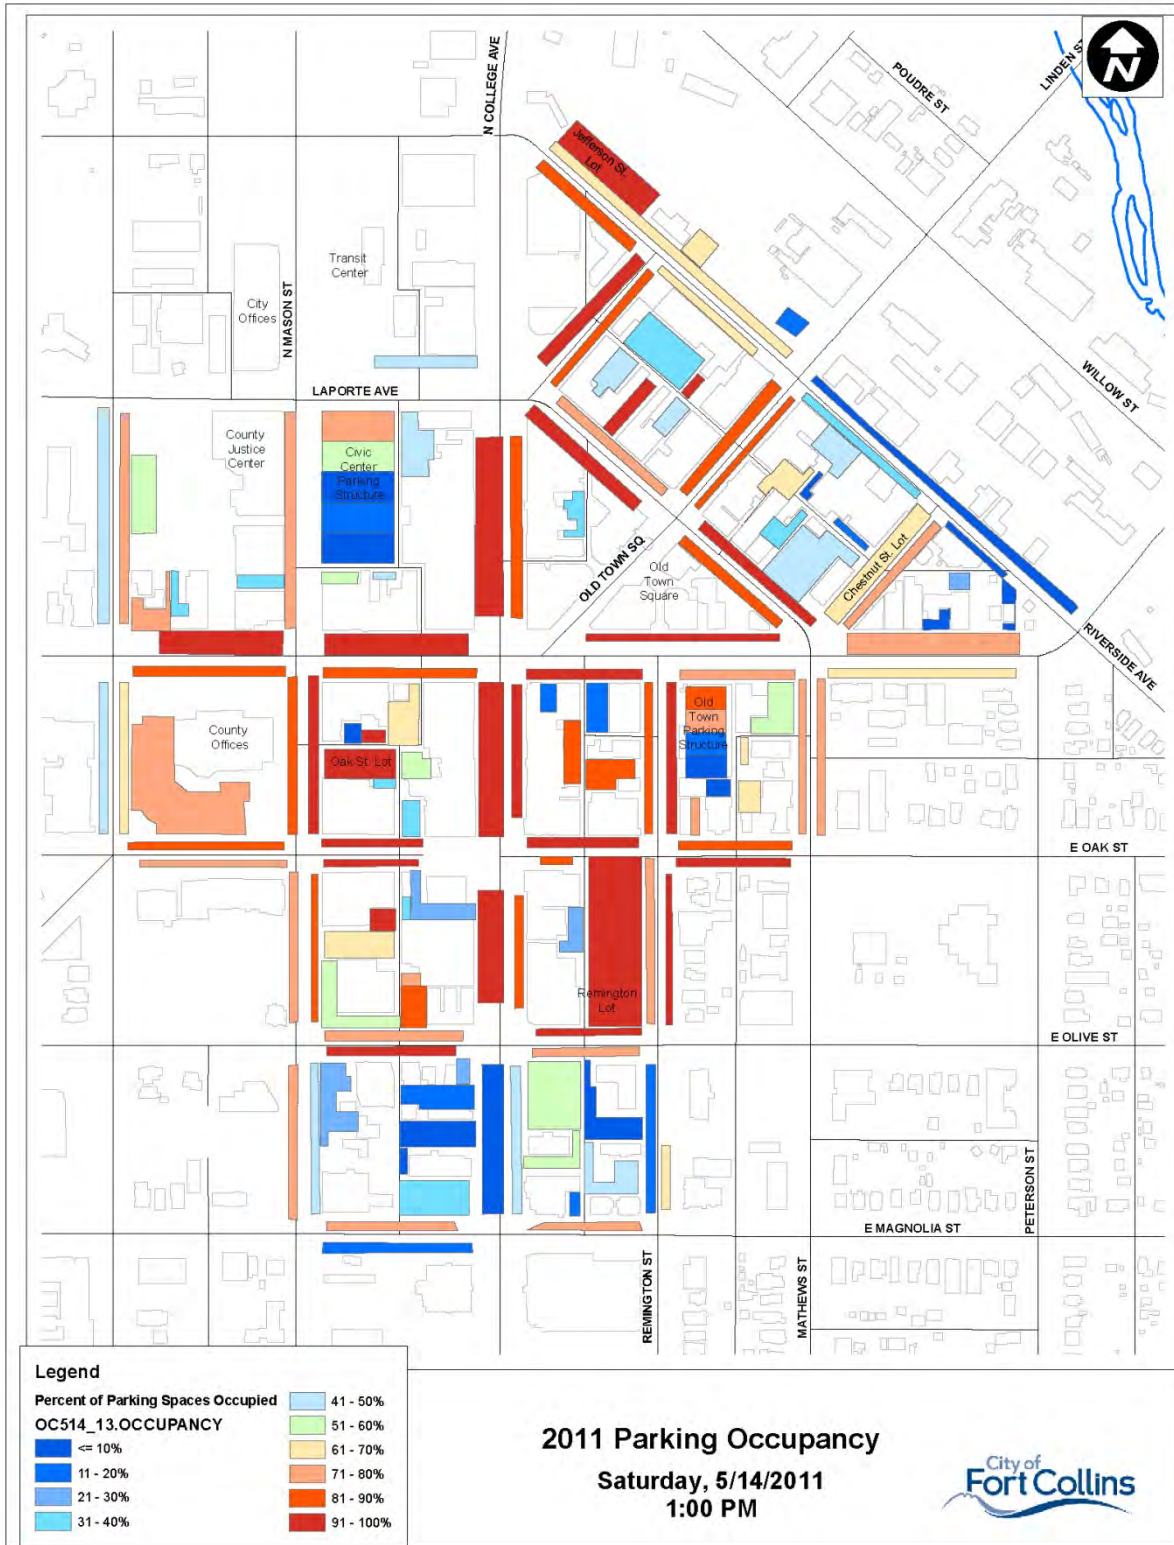 N COLLEGE AVE
POUDRE ST
LINDEN ST
N
Jefferson St.
Lot
Transit
Center
City
Offices
N MASON ST
WILLOW ST
LAPORTE AVE
County
Justice
Center
Civic
Center
Parking
Structure
OLD TOWN SQ
Old
Town
Square
Chestnut St. Lot
RIVERSIDE AVE
County
Offices
Oak St. Lot
Old
Town
Parking
Structure
E OAK ST
Remington
Lot
E OLIVE ST
PETERSON ST
E MAGNOLIA ST
REMINGTON ST
MATHEWS ST
Legend
Percent of Parking Spaces Occupied
OC514_13.OCCUPANCY
<= 10%
11 - 20%
21 - 30%
31 - 40%
41 - 50%
51 - 60%
61 - 70%
71 - 80%
81 - 90%
91 - 100%
2011 Parking Occupancy
Saturday, 5/14/2011
1:00 PM
City of
Fort Collins